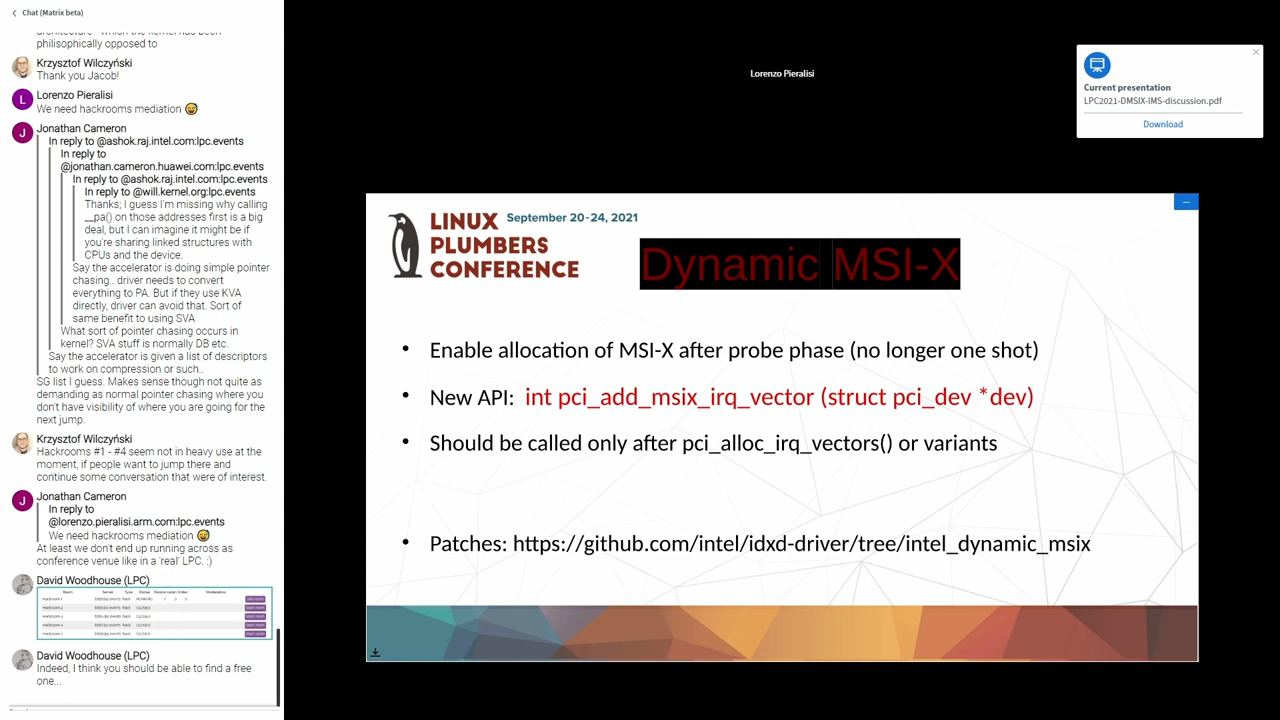 Chat (Matrix beta)
philisophically opposed to
Krzysztof Wilczyński
Thank you Jacob!
L
Lorenzo Pieralisi
We need hackrooms mediation 😅
J
Jonathan Cameron
In reply to @ashok.raj.intel.com:lpc.events
In reply to
@jonathan.cameron.huawei.com:lpc.events
In reply to @ashok.raj.intel.com:lpc.events
In reply to @will.kernel.org:lpc.events
Thanks; I guess I'm missing why calling
__pa() on those addresses first is a big
deal, but I can imagine it might be if
you're sharing linked structures with
CPUs and the device.
Say the accelerator is doing simple pointer
chasing.. driver needs to convert
everything to PA. But if they use KVA
directly, driver can avoid that. Sort of
same benefit to using SVA
What sort of pointer chasing occurs in
kernel? SVA stuff is normally DB etc.
Say the accelerator is given a list of descriptors
to work on compression or such..
SG list I guess. Makes sense though not quite as
demanding as normal pointer chasing where you
don't have visibility of where you are going for the
next jump.
Krzysztof Wilczyński
Hackrooms #1 - #4 seem not in heavy use at the
moment, if people want to jump there and
continue some conversation that were of interest.
J
Jonathan Cameron
In reply to
@lorenzo.pieralisi.arm.com:lpc.events
We need hackrooms mediation 😅
At least we don't end up running across as
conference venue like in a 'real' LPC. :)
David Woodhouse (LPC)
David Woodhouse (LPC)
Indeed, I think you should be able to find a free
one...
Lorenzo Pieralisi
Current presentation
LPC2021-DMSIX-IMS-discussion.pdf
Download
LINUX
PLUMBERS
CONFERENCE
September 20-24, 2021
Dynamic MSI-X
• Enable allocation of MSI-X after probe phase (no longer one shot)
• New API: int pci_add_msix_irq_vector (struct pci_dev *dev)
• Should be called only after pci_alloc_irq_vectors() or variants
• Patches: https://github.com/intel/idxd-driver/tree/intel_dynamic_msix